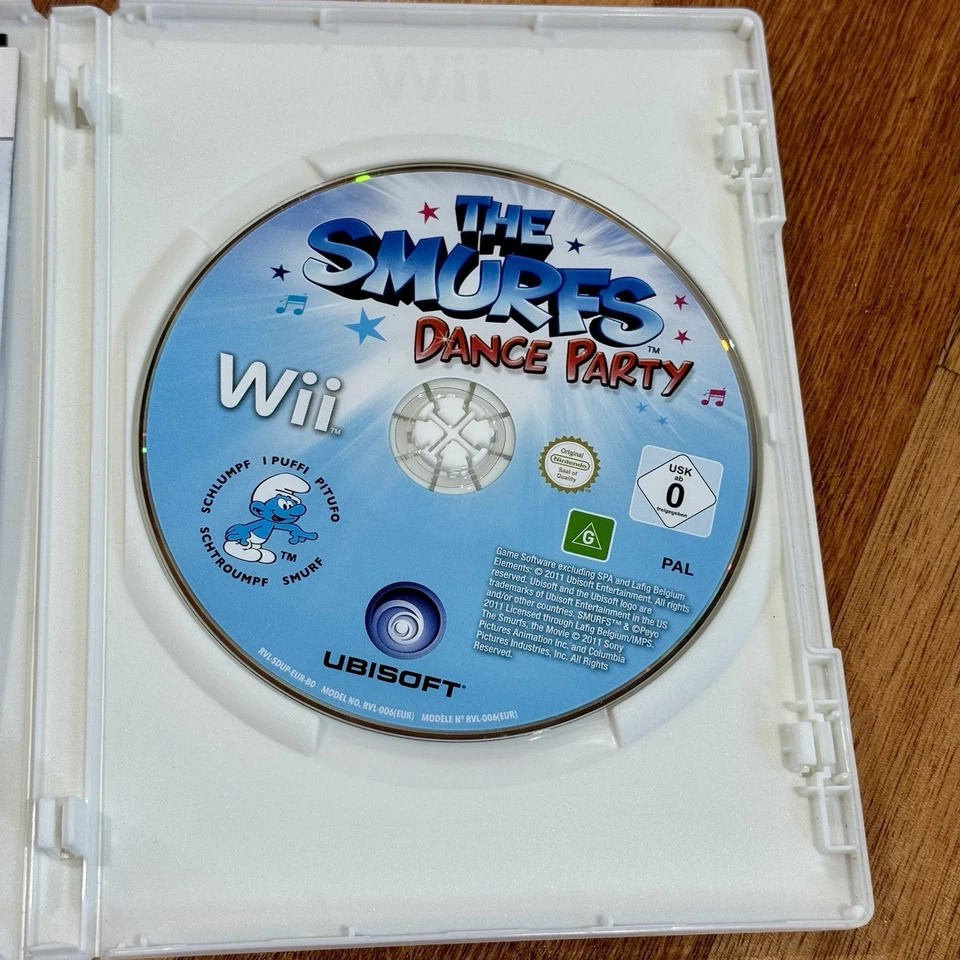 Wii
THE
SMURFS™
DANCE PARTY
Wii™
SCHLUMPF I PUFFI PITUFO
SCHTROUMPF SMURF
TM
Original
Nintendo
Seal of
Quality
USK
ab
0
freigegeben
G
PAL
Game Software excluding SPA and Lafig Belgium
Elements: © 2011 Ubisoft Entertainment. All rights
reserved. Ubisoft and the Ubisoft logo are
trademarks of Ubisoft Entertainment in the US
and/or other countries. SMURFS™ & ©Peyo
2011 Licensed through Lafig Belgium/IMPS.
The Smurfs, the Movie © 2011 Sony
Pictures Animation Inc. and Columbia
Pictures Industries, Inc. All Rights
Reserved.
UBISOFT®
RVL-SDUP-EUR-B0 MODEL NO. RVL-006(EUR) MODÈLE Nº RVL-006(EUR)